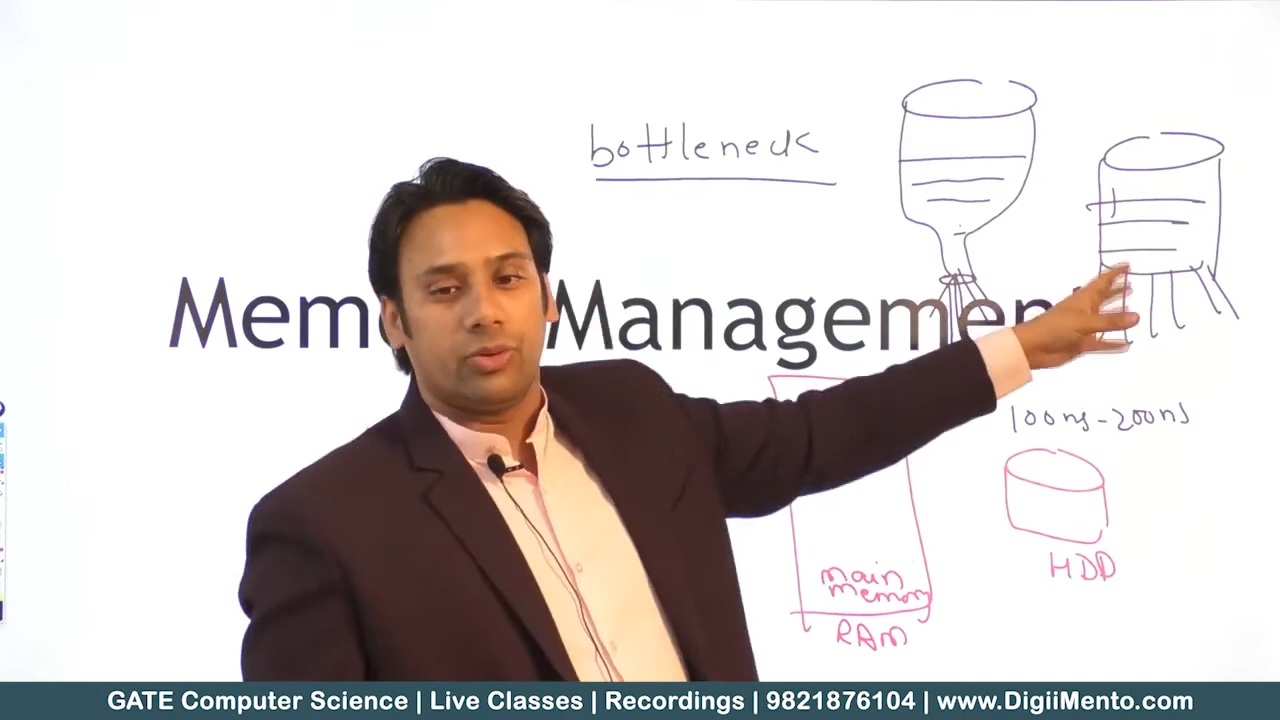 bottleneck
Memo Management
100ns-200ns
main
memory
RAM
HDD
GATE Computer Science | Live Classes | Recordings | 9821876104 | www.DigiiMento.com